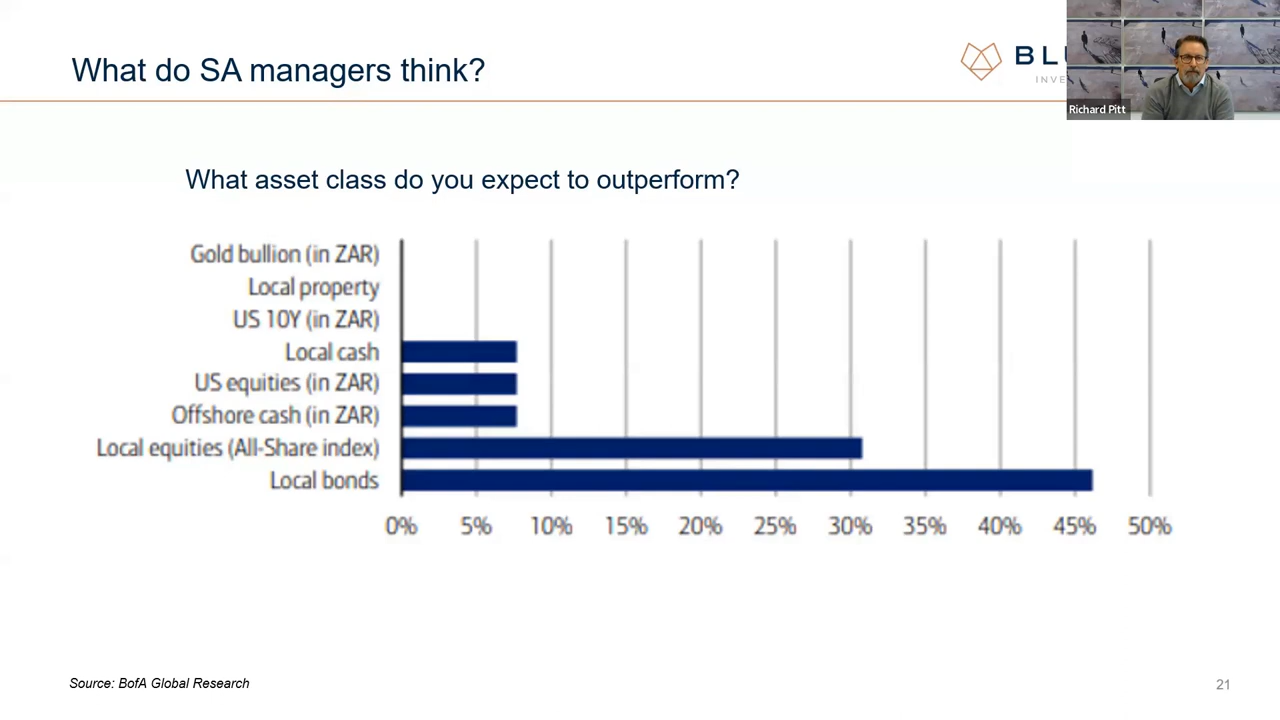 What do SA managers think?
Richard Pitt
What asset class do you expect to outperform?
Gold bullion (in ZAR)
Local property
US 10Y (in ZAR)
Local cash
US equities (in ZAR)
Offshore cash (in ZAR)
Local equities (All-Share index)
Local bonds
0% 5% 10% 15% 20% 25% 30% 35% 40% 45% 50%
Source: BofA Global Research
21